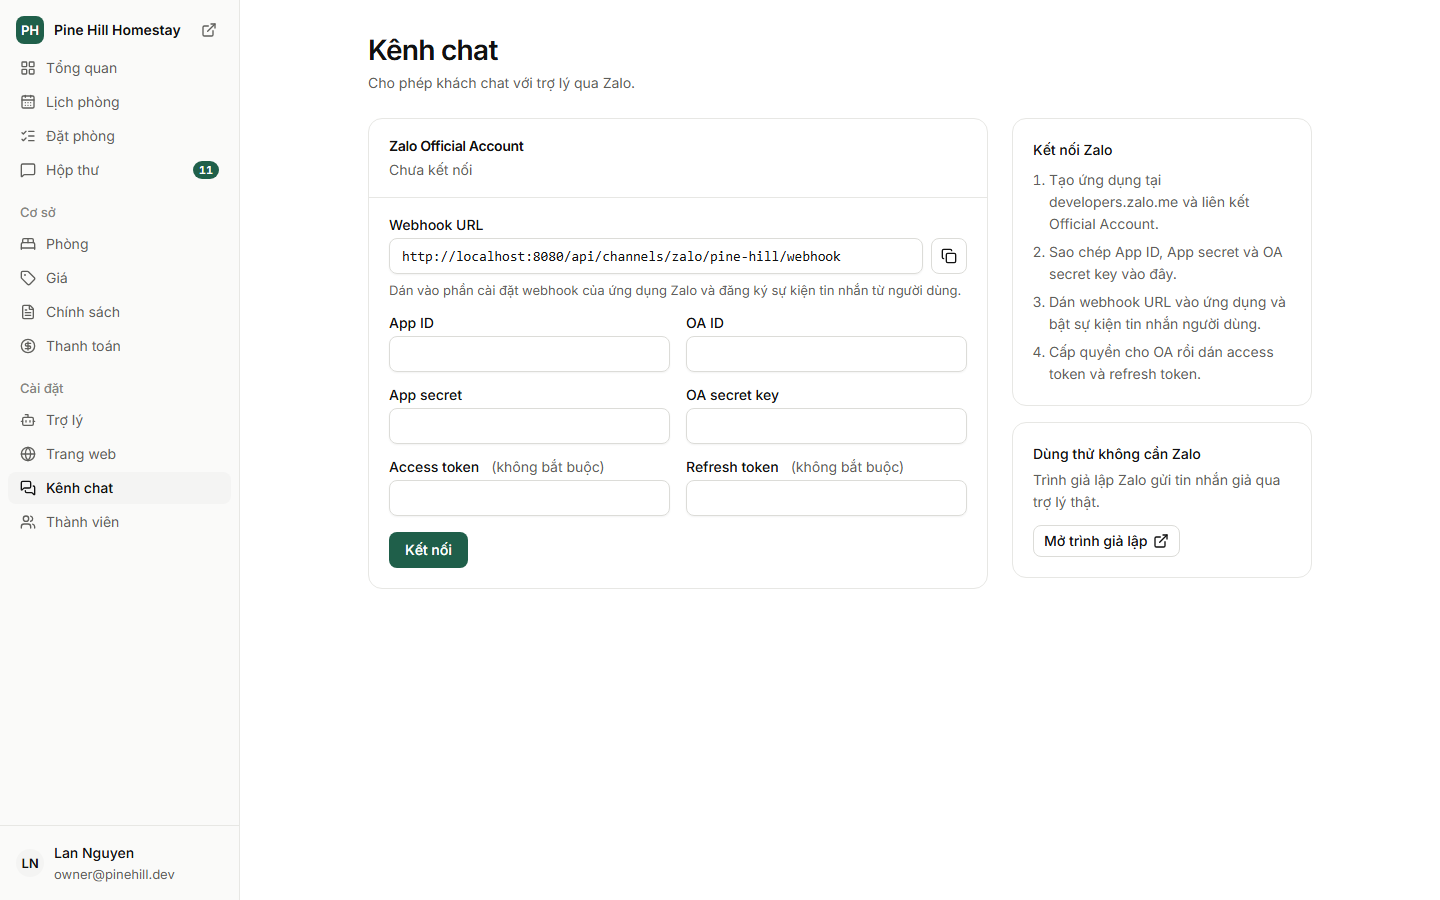 PH Pine Hill Homestay
Tổng quan
Lịch phòng
Đặt phòng
Hộp thư 11
Cơ sở
Phòng
Giá
Chính sách
Thanh toán
Cài đặt
Trợ lý
Trang web
Kênh chat
Thành viên
LN Lan Nguyen
owner@pinehill.dev
Kênh chat
Cho phép khách chat với trợ lý qua Zalo.
Zalo Official Account
Chưa kết nối
Webhook URL
http://localhost:8080/api/channels/zalo/pine-hill/webhook
Dán vào phần cài đặt webhook của ứng dụng Zalo và đăng ký sự kiện tin nhắn từ người dùng.
App ID OA ID
App secret OA secret key
Access token (không bắt buộc) Refresh token (không bắt buộc)
Kết nối
Kết nối Zalo
1. Tạo ứng dụng tại
developers.zalo.me và liên kết
Official Account.
2. Sao chép App ID, App secret và OA
secret key vào đây.
3. Dán webhook URL vào ứng dụng và
bật sự kiện tin nhắn người dùng.
4. Cấp quyền cho OA rồi dán access
token và refresh token.
Dùng thử không cần Zalo
Trình giả lập Zalo gửi tin nhắn giả qua
trợ lý thật.
Mở trình giả lập